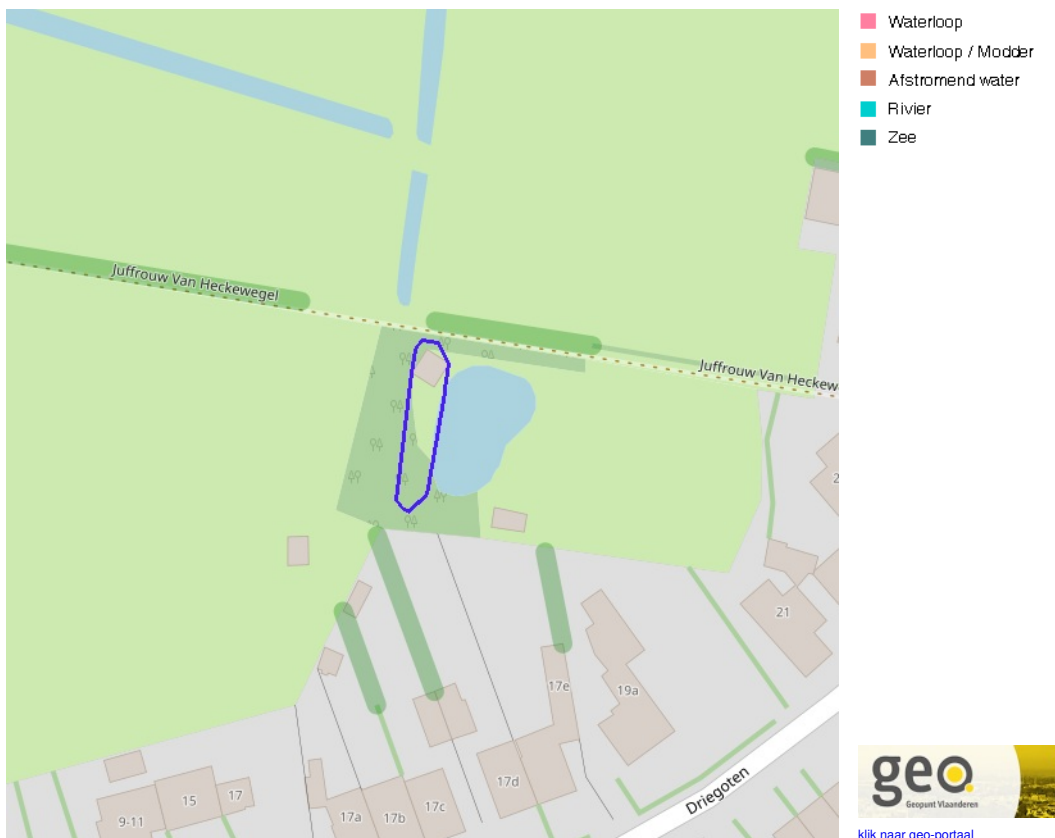 Waterloop
Waterloop / Modder
Afstromend water
Rivier
Zee
Juffrouw Van Heckewegel
Juffrouw Van Heckew
2
21
17e
19a
17d
Driegoten
15
17
9-11
17a
17b
17c
geo
Geopunt Vlaanderen
klik naar geo-portaal